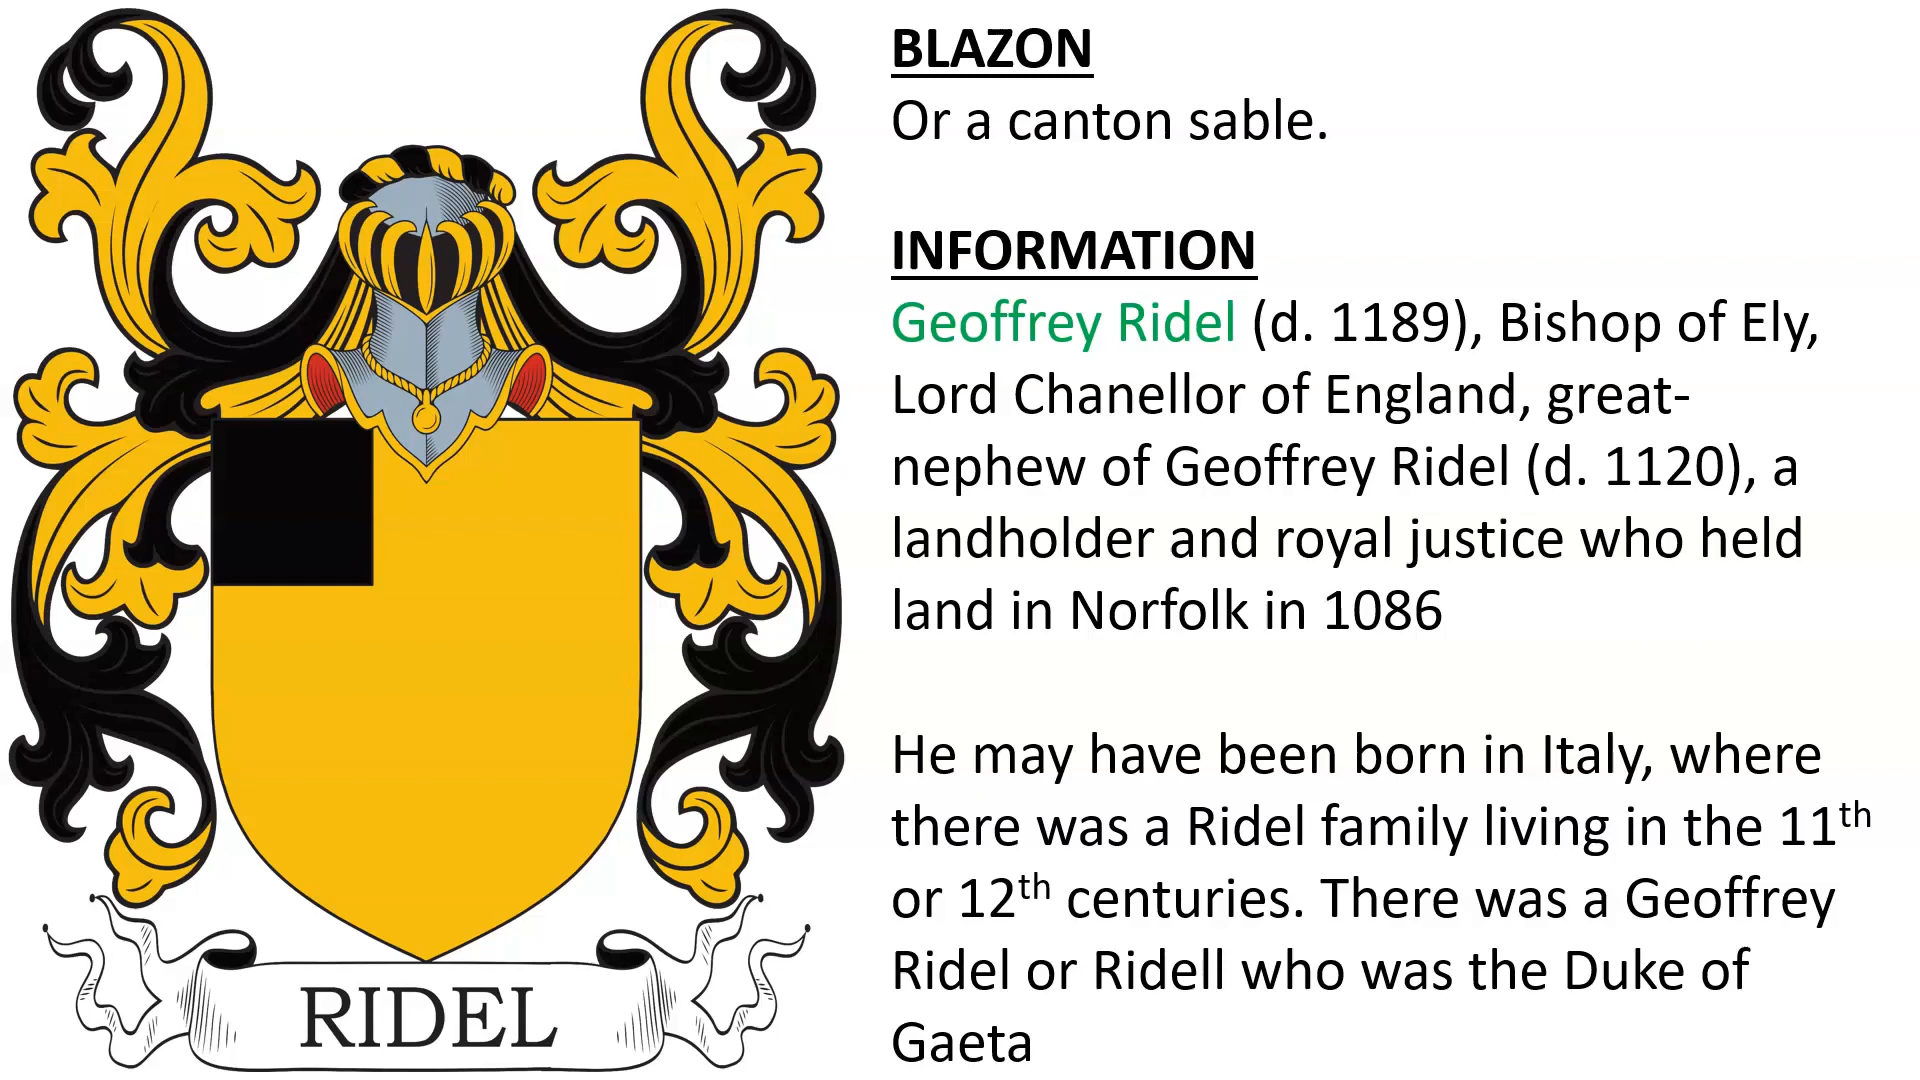 BLAZON
Or a canton sable.
INFORMATION
Geoffrey Ridel (d. 1189), Bishop of Ely,
Lord Chanellor of England, great-
nephew of Geoffrey Ridel (d. 1120), a
landholder and royal justice who held
land in Norfolk in 1086
He may have been born in Italy, where
there was a Ridel family living in the 11th
or 12th centuries. There was a Geoffrey
Ridel or Ridell who was the Duke of
Gaeta
RIDEL